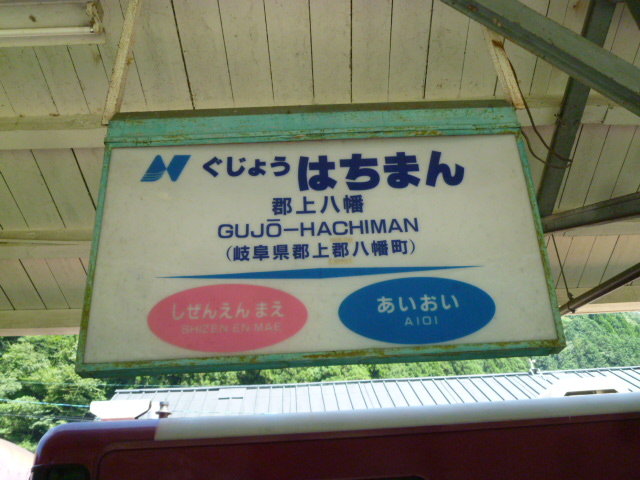 ぐじょう はちまん
郡上八幡
GUJŌ-HACHIMAN
(岐阜県郡上郡八幡町)
しぜんえん まえ
SHIZEN EN MAE
あいおい
AIOI